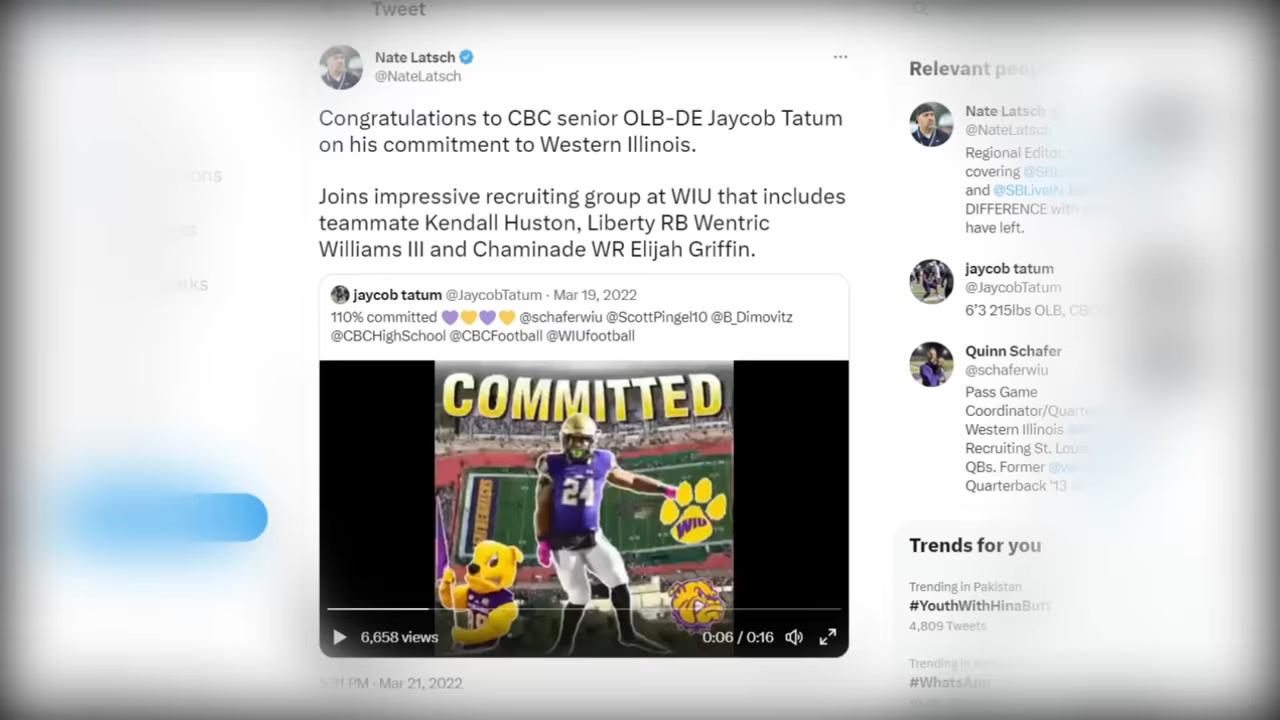 Tweet
Nate Latsch
@NateLatsch
Congratulations to CBC senior OLB-DE Jaycob Tatum
on his commitment to Western Illinois.
Joins impressive recruiting group at WIU that includes
teammate Kendall Huston, Liberty RB Wentric
Williams III and Chaminade WR Elijah Griffin.
jaycob tatum @JaycobTatum · Mar 19, 2022
110% committed 💜💛💜💛 @schaferwiu @ScottPingel10 @B_Dimovitz
@CBCHighSchool @CBCFootball @WIUfootball
COMMITTED
24
WIU
6,658 views
0:06 / 0:16
5:31 PM · Mar 21, 2022
Relevant people
Nate Latsch
@NateLatsch
Regional Editor
covering
and @SBLiveIN
DIFFERENCE with
have left.
jaycob tatum
@JaycobTatum
6'3 215lbs OLB, CBC
Quinn Schafer
@schaferwiu
Pass Game
Western Illinois
Recruiting St. Louis
QBs. Former
Quarterback '13
Trends for you
Trending in Pakistan
#YouthWithHinaButt
4,809 Tweets
Trending in
#WhatsApp